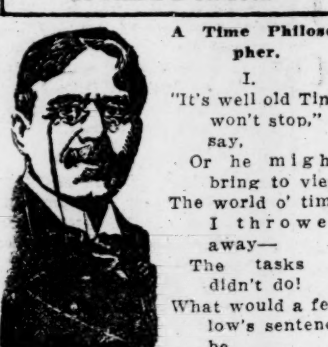 A Time Philoso
pher.
I.
"It's well old Tim
won't stop,"
say,
Or he migh
bring to vie
The world o' tim
I throwe
away—
The tasks
didn't do!
What would a fe
low's sentenc
be